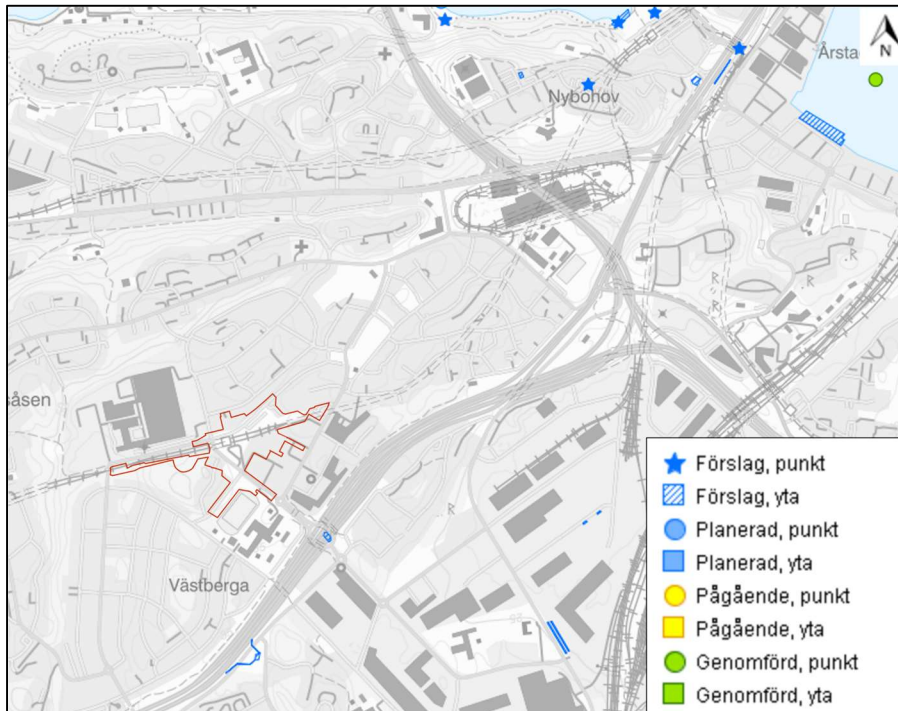 Årsta
N
Nybohov
såsen
Västberga
Förslag, punkt
Förslag, yta
Planerad, punkt
Planerad, yta
Pågående, punkt
Pågående, yta
Genomförd, punkt
Genomförd, yta